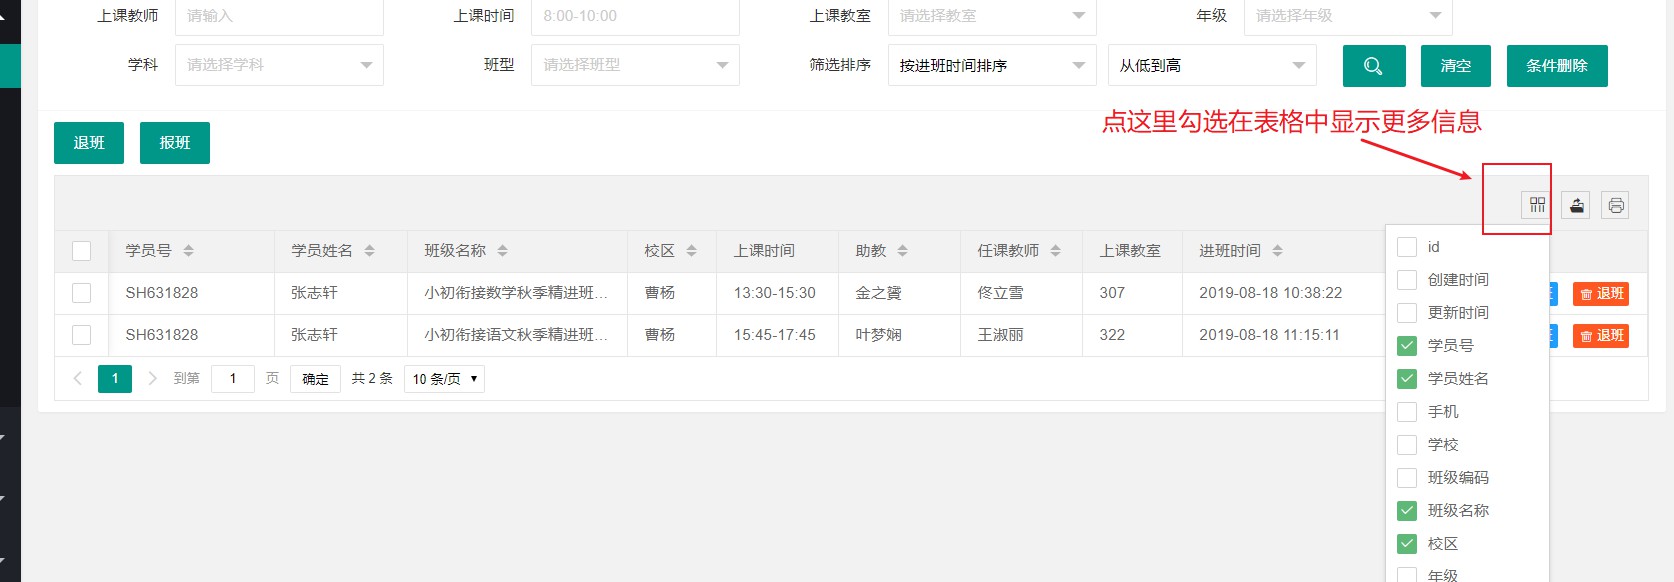 上课教师 请输入 上课时间 8:00-10:00 上课教室 请选择教室 年级 请选择年级
学科 请选择学科 班型 请选择班型 筛选排序 按进班时间排序 从低到高 清空 条件删除
点这里勾选在表格中显示更多信息
退班 报班
学员号 学员姓名 班级名称 校区 上课时间 助教 任课教师 上课教室 进班时间
SH631828 张志轩 小初衔接数学秋季精进班... 曹杨 13:30-15:30 金之簧 佟立雪 307 2019-08-18 10:38:22 退班
SH631828 张志轩 小初衔接语文秋季精进班... 曹杨 15:45-17:45 叶梦娴 王淑丽 322 2019-08-18 11:15:11 退班
1 到第 1 页 确定 共 2 条 10 条/页
id
创建时间
更新时间
学员号
学员姓名
手机
学校
班级编码
班级名称
校区
年级